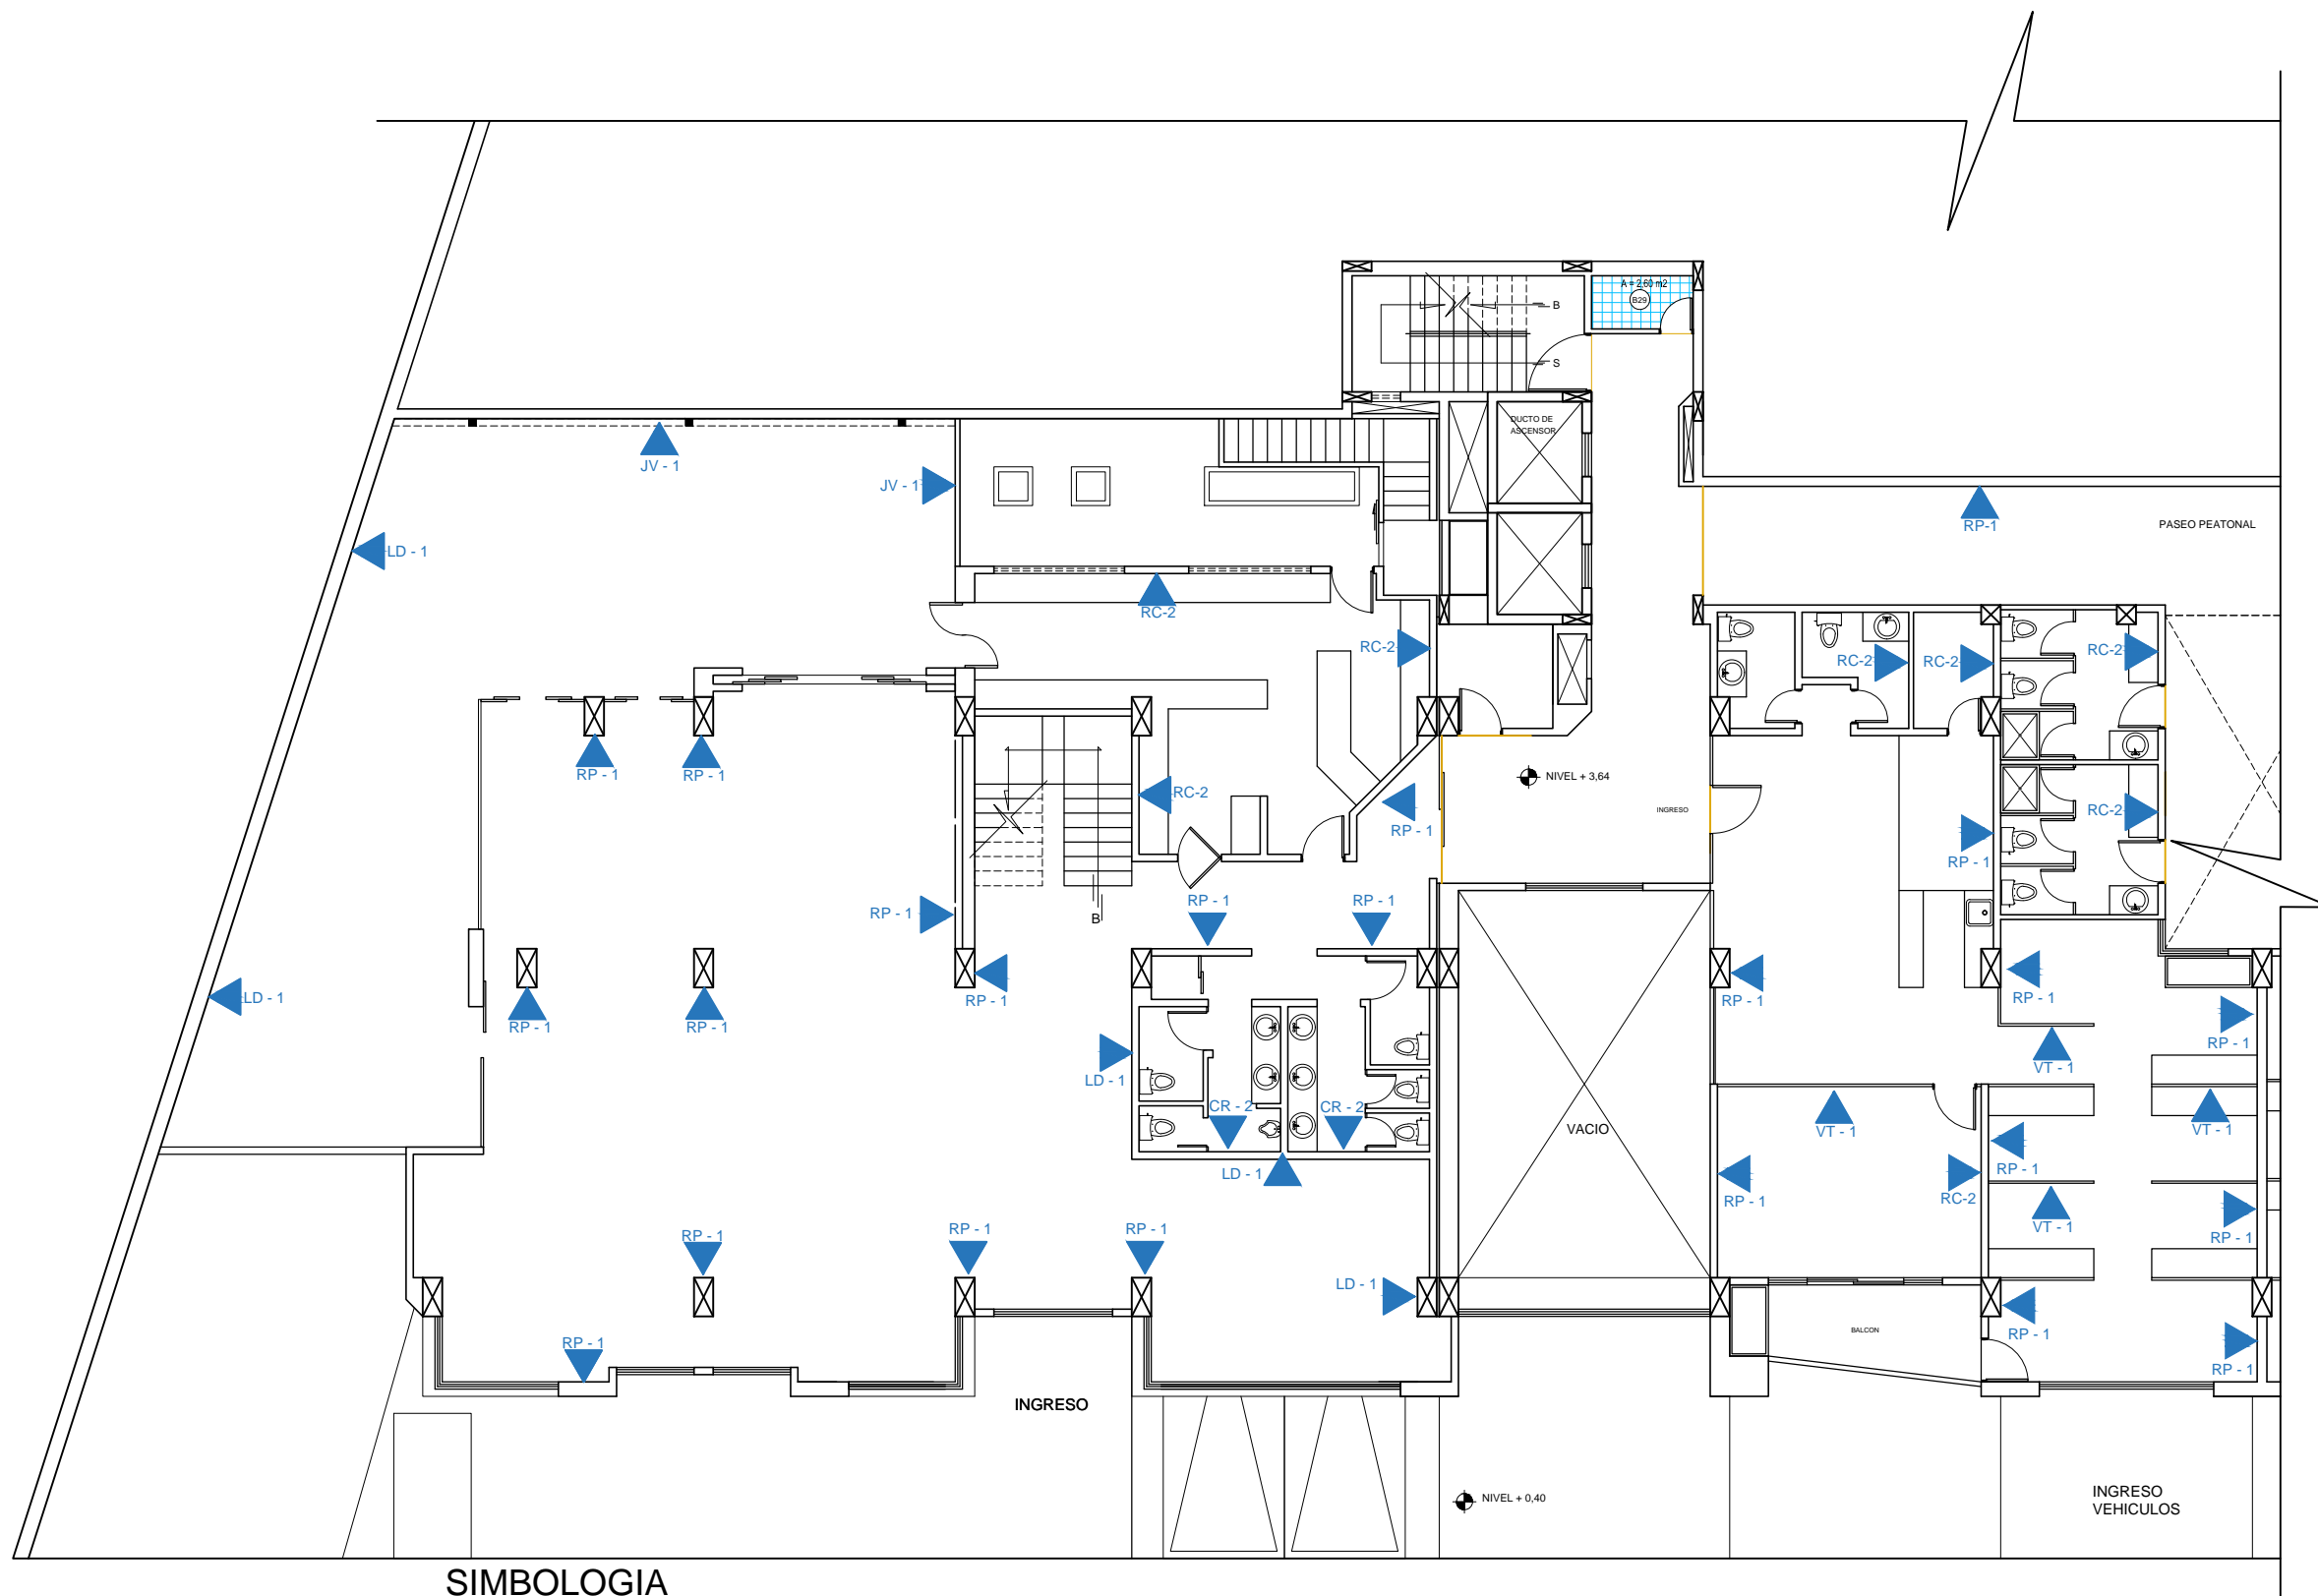 A = 2,60 m2
B29
B
S
DUCTO DE
ASCENSOR
JV - 1
JV - 1
RP-1
PASEO PEATONAL
LD - 1
RC-2
RC-2
RC-2
RC-2
RC-2
RP - 1
RP - 1
NIVEL + 3,64
RC-2
INGRESO
RC-2
RP - 1
RP - 1
RP - 1
RP - 1
RP - 1
B
LD - 1
RP - 1
RP - 1
RP - 1
RP - 1
RP - 1
RP - 1
VT - 1
LD - 1
CR - 2
CR - 2
VACIO
VT - 1
VT - 1
LD - 1
RP - 1
RP - 1
RC-2
VT - 1
RP - 1
RP - 1
RP - 1
RP - 1
LD - 1
RP - 1
BALCON
RP - 1
RP - 1
INGRESO
NIVEL + 0,40
INGRESO
VEHICULOS
SIMBOLOGIA